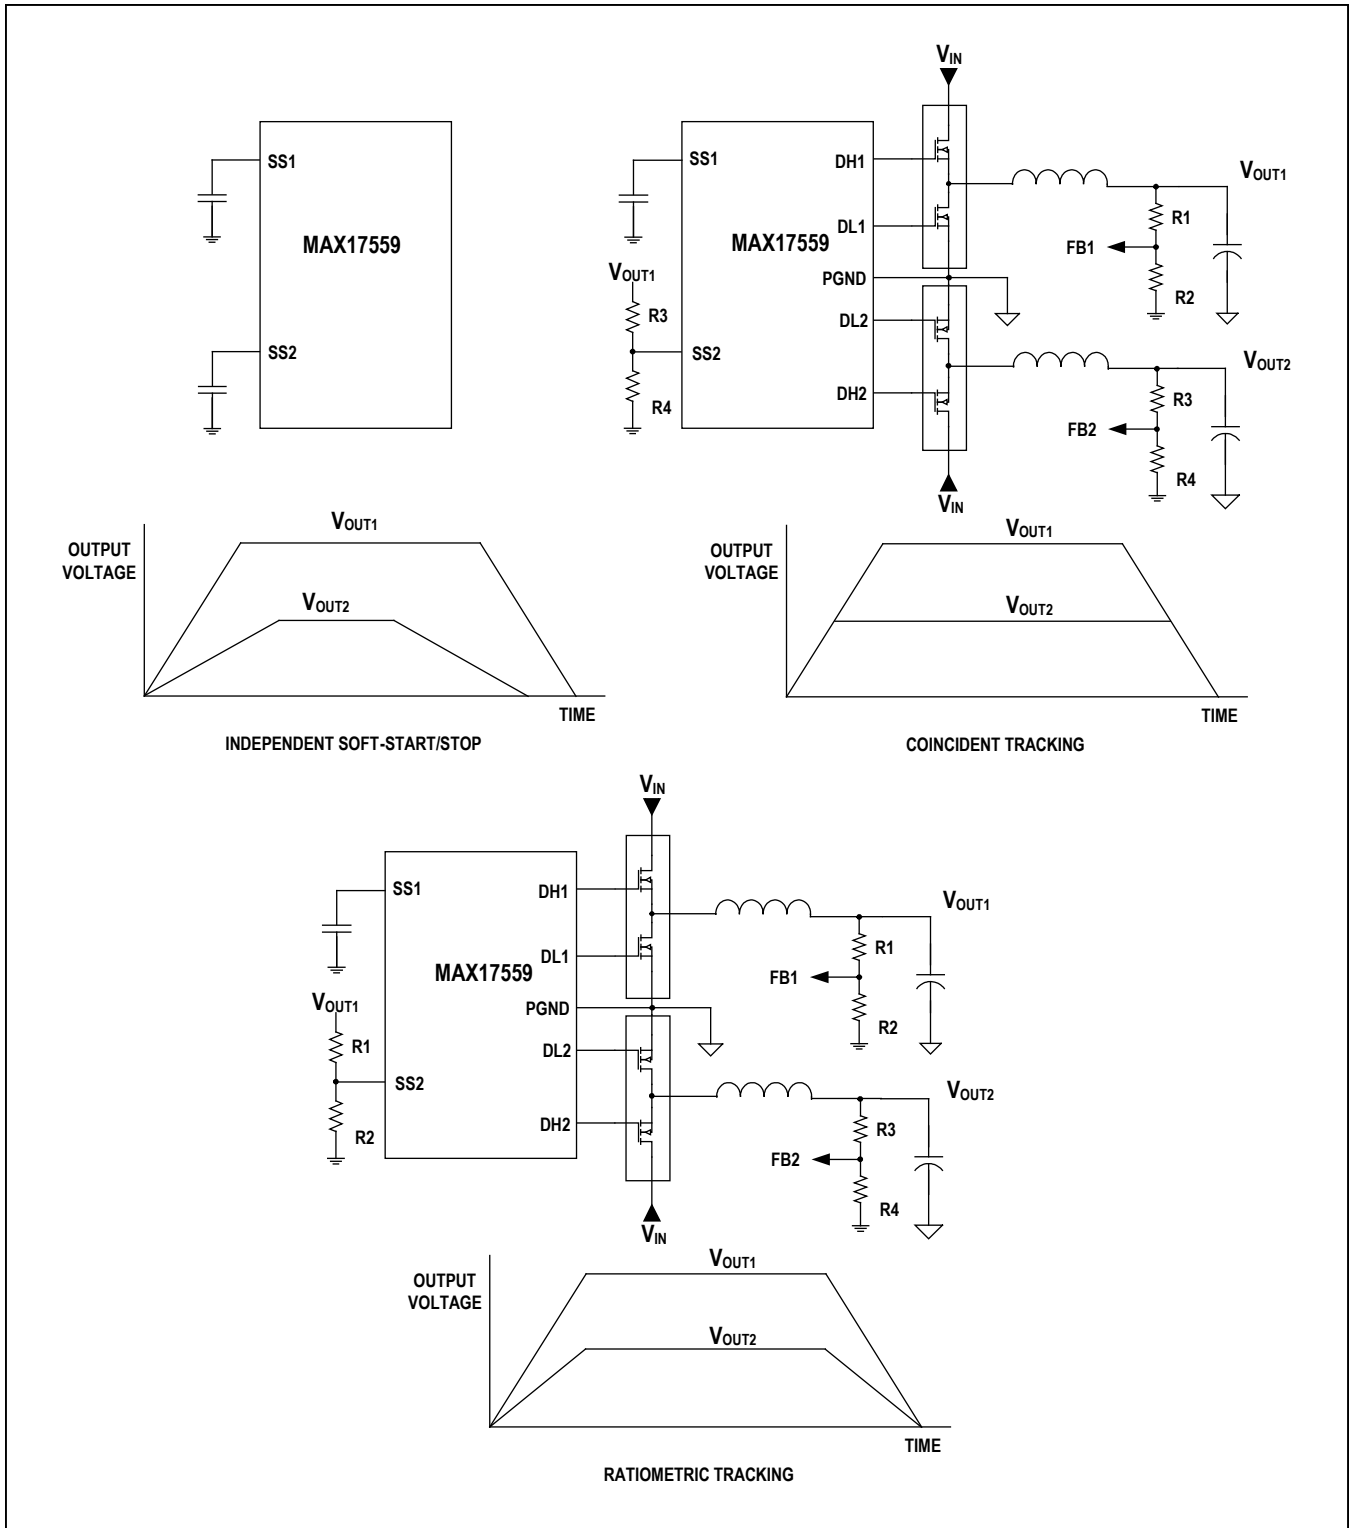 SS1
MAX17559
SS2
VOUT1
OUTPUT
VOLTAGE
VOUT2
TIME
INDEPENDENT SOFT-START/STOP
VIN
SS1
DH1
VOUT1
R1
DL1
MAX17559
FB1
VOUT1
PGND
R2
R3
DL2
SS2
VOUT2
R4
DH2
R3
FB2
R4
VIN
VOUT1
OUTPUT
VOLTAGE
VOUT2
TIME
COINCIDENT TRACKING
VIN
SS1
DH1
VOUT1
R1
DL1
MAX17559
FB1
VOUT1
PGND
R2
R1
DL2
SS2
VOUT2
R2
DH2
R3
FB2
R4
VIN
VOUT1
OUTPUT
VOLTAGE
VOUT2
TIME
RATIOMETRIC TRACKING